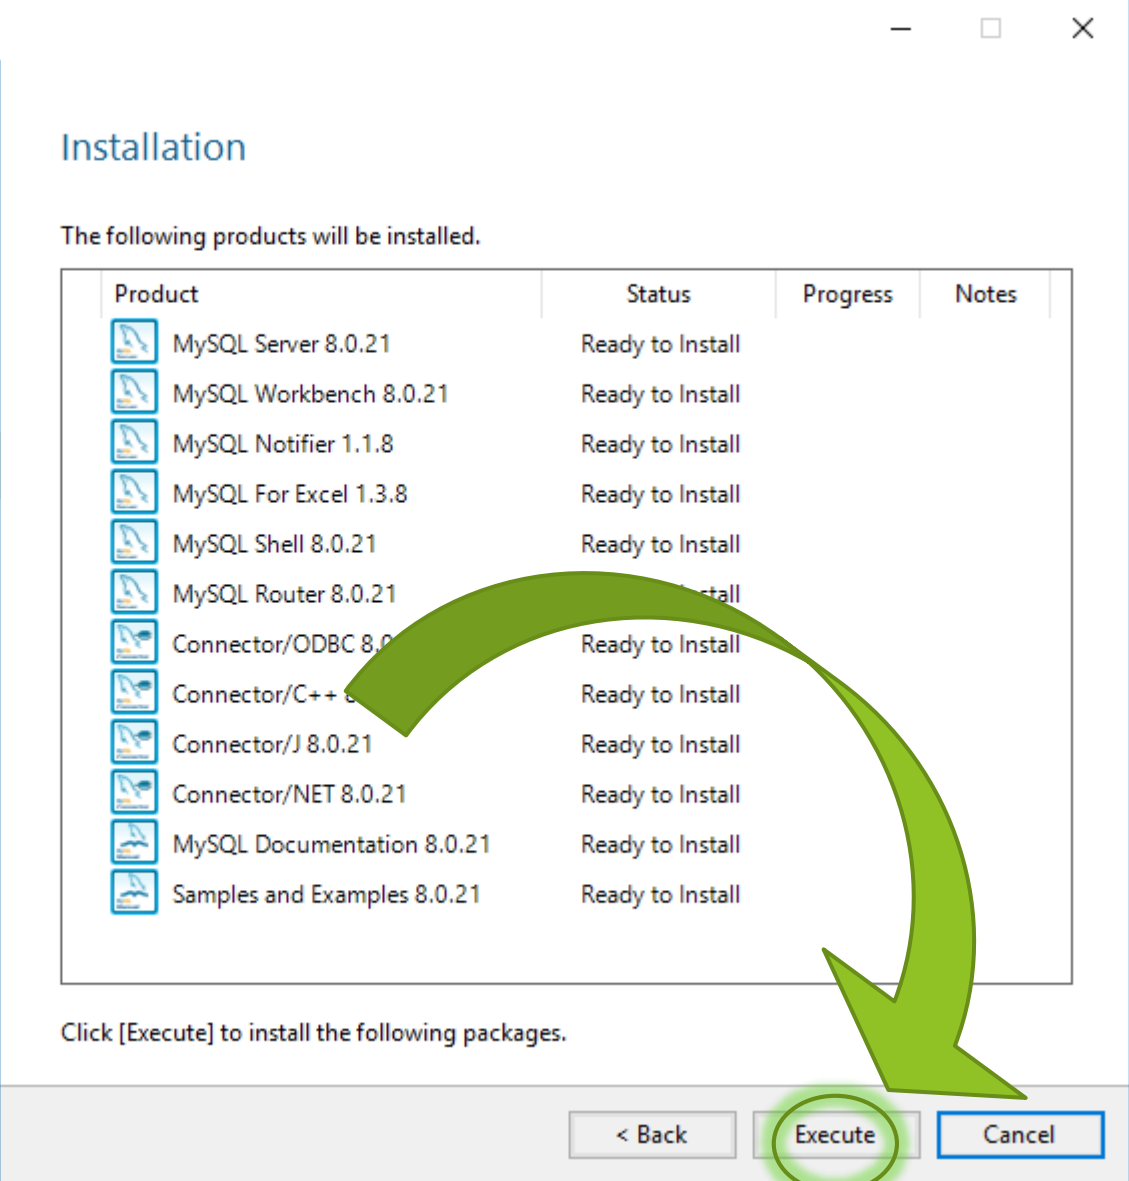 Installation
The following products will be installed.
Product Status Progress Notes
MySQL Server 8.0.21 Ready to Install
MySQL Workbench 8.0.21 Ready to Install
MySQL Notifier 1.1.8 Ready to Install
MySQL For Excel 1.3.8 Ready to Install
MySQL Shell 8.0.21 Ready to Install
MySQL Router 8.0.21
Connector/ODBC Ready to Install
Connector/C++ Ready to Install
Connector/J 8.0.21 Ready to Install
Connector/NET 8.0.21 Ready to Install
MySQL Documentation 8.0.21 Ready to Install
Samples and Examples 8.0.21 Ready to Install
Click [Execute] to install the following packages.
< Back Execute Cancel